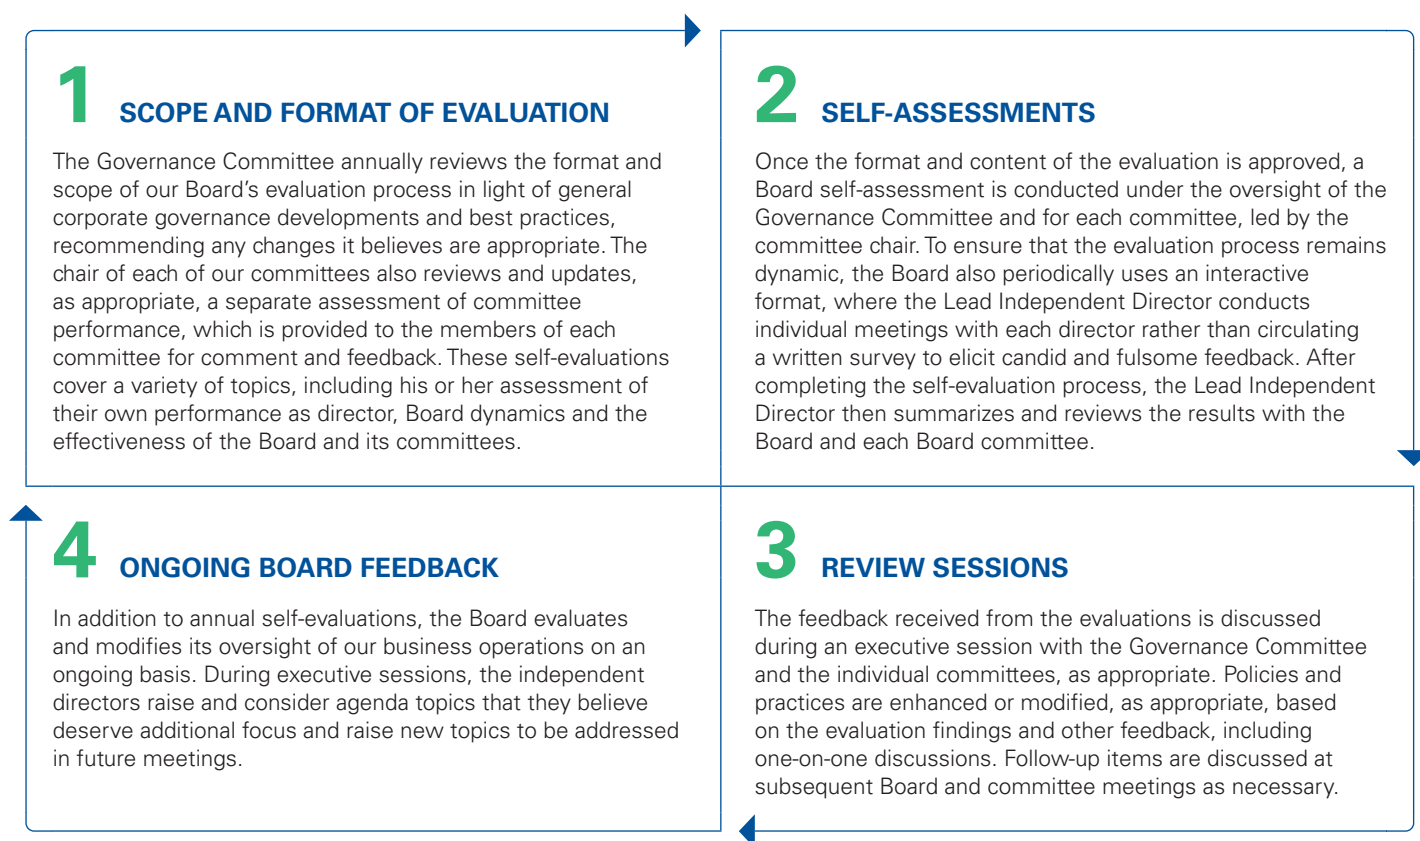 1 SCOPE AND FORMAT OF EVALUATION
The Governance Committee annually reviews the format and
scope of our Board’s evaluation process in light of general
corporate governance developments and best practices,
recommending any changes it believes are appropriate. The
chair of each of our committees also reviews and updates,
as appropriate, a separate assessment of committee
performance, which is provided to the members of each
committee for comment and feedback. These self-evaluations
cover a variety of topics, including his or her assessment of
their own performance as director, Board dynamics and the
effectiveness of the Board and its committees.
2 SELF-ASSESSMENTS
Once the format and content of the evaluation is approved, a
Board self-assessment is conducted under the oversight of the
Governance Committee and for each committee, led by the
committee chair. To ensure that the evaluation process remains
dynamic, the Board also periodically uses an interactive
format, where the Lead Independent Director conducts
individual meetings with each director rather than circulating
a written survey to elicit candid and fulsome feedback. After
completing the self-evaluation process, the Lead Independent
Director then summarizes and reviews the results with the
Board and each Board committee.
3 REVIEW SESSIONS
The feedback received from the evaluations is discussed
during an executive session with the Governance Committee
and the individual committees, as appropriate. Policies and
practices are enhanced or modified, as appropriate, based
on the evaluation findings and other feedback, including
one-on-one discussions. Follow-up items are discussed at
subsequent Board and committee meetings as necessary.
4 ONGOING BOARD FEEDBACK
In addition to annual self-evaluations, the Board evaluates
and modifies its oversight of our business operations on an
ongoing basis. During executive sessions, the independent
directors raise and consider agenda topics that they believe
deserve additional focus and raise new topics to be addressed
in future meetings.